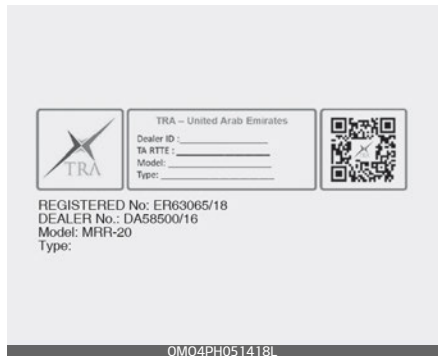 TRA
TRA – United Arab Emirates
Dealer ID :
TA RTTE :
Model:
Type:
REGISTERED No: ER63065/18
DEALER No.: DA58500/16
Model: MRR-20
Type:
OMO4PH051418L